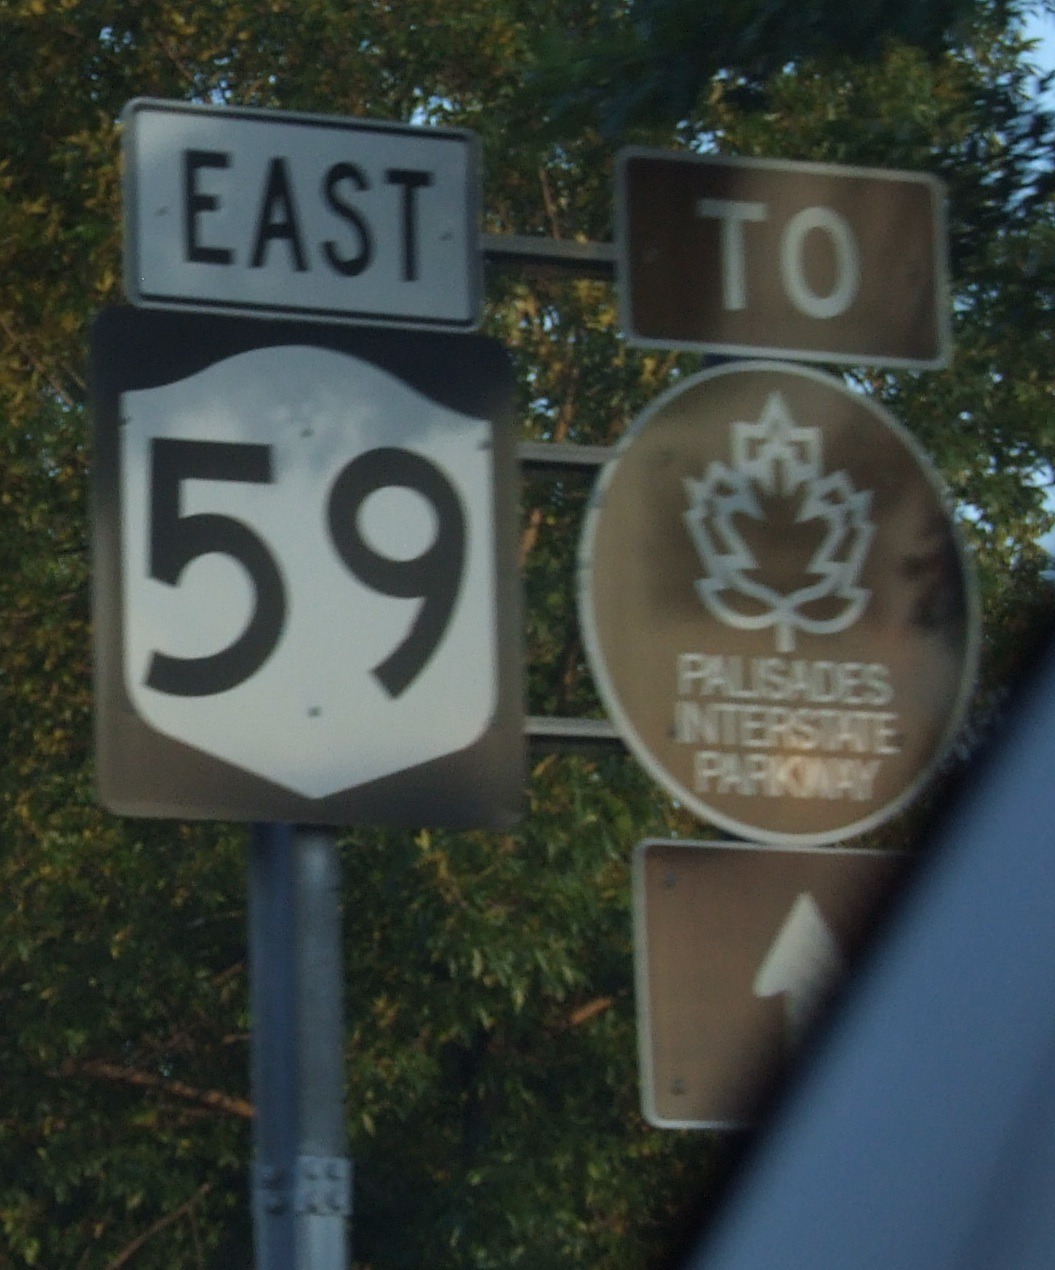 EAST
59
TO
PALISADES
INTERSTATE
PARKWAY